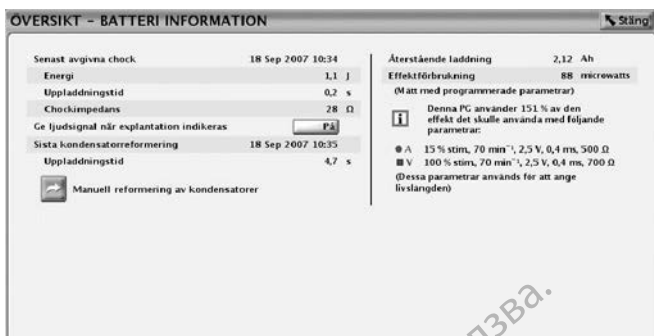 ÖVERSIKT - BATTERI INFORMATION
Stäng
Senast avgivna chock 18 Sep 2007 10:34
Energi 1,1 J
Uppladdningstid 0,2 s
Chockimpedans 28 Ω
Ge ljudsignal när explantation indikeras På
Sista kondensatorreformering 18 Sep 2007 10:35
Uppladdningstid 4,7 s
Manuell reformering av kondensatorer
Återstående laddning 2,12 Ah
Effektförbrukning 88 microwatts
(Mätt med programmerade parametrar)
i
Denna PG använder 151 % av den
effekt det skulle använda med följande
parametrar:
A 15 % stim, 70 min⁻¹, 2,5 V, 0,4 ms, 500 Ω
V 100 % stim, 70 min⁻¹, 2,5 V, 0,4 ms, 700 Ω
(Dessa parametrar används för att ange
livslängden)